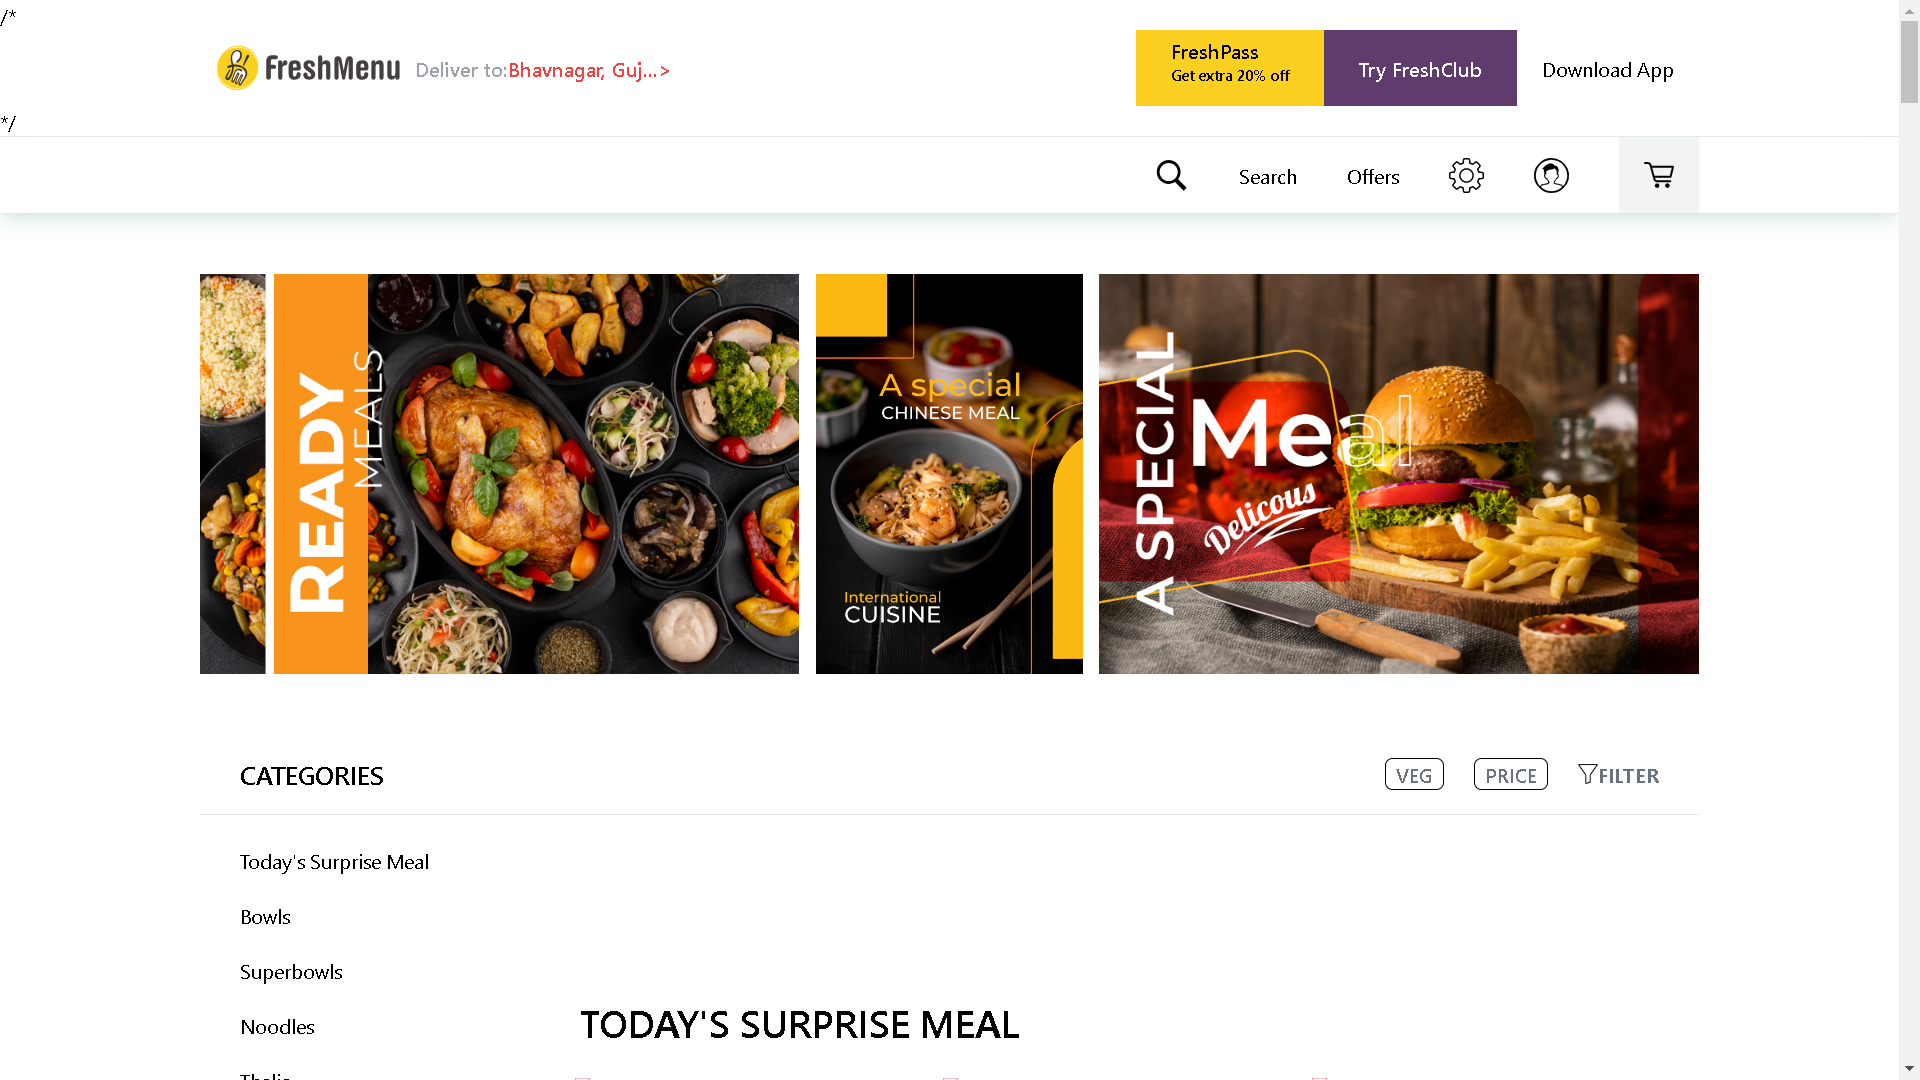 /*
FreshMenu
Deliver to:Bhavnagar, Guj...>
FreshPass
Get extra 20% off
Try FreshClub
Download App
*/
Search
Offers
READY
MEALS
A special
CHINESE MEAL
International
CUISINE
A SPECIAL
Meal
Delicous
CATEGORIES
VEG
PRICE
FILTER
Today's Surprise Meal
Bowls
Superbowls
Noodles
TODAY'S SURPRISE MEAL